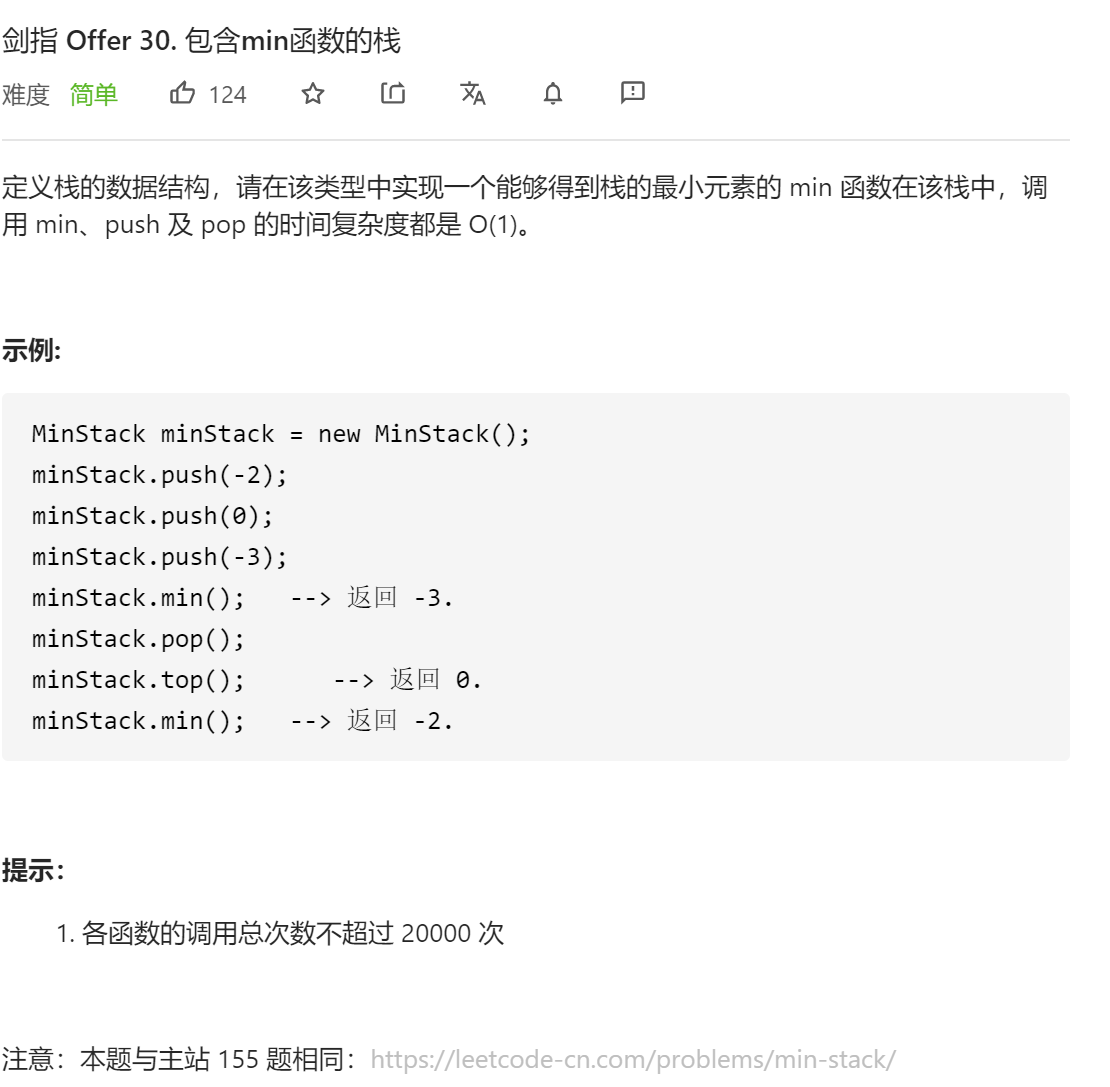 剑指 Offer 30. 包含min函数的栈
难度 简单 124
定义栈的数据结构，请在该类型中实现一个能够得到栈的最小元素的 min 函数在该栈中，调
用 min、push 及 pop 的时间复杂度都是 O(1)。
示例:
MinStack minStack = new MinStack();
minStack.push(-2);
minStack.push(0);
minStack.push(-3);
minStack.min();   --> 返回 -3.
minStack.pop();
minStack.top();      --> 返回 0.
minStack.min();   --> 返回 -2.
提示：
1. 各函数的调用总次数不超过 20000 次
注意：本题与主站 155 题相同：https://leetcode-cn.com/problems/min-stack/